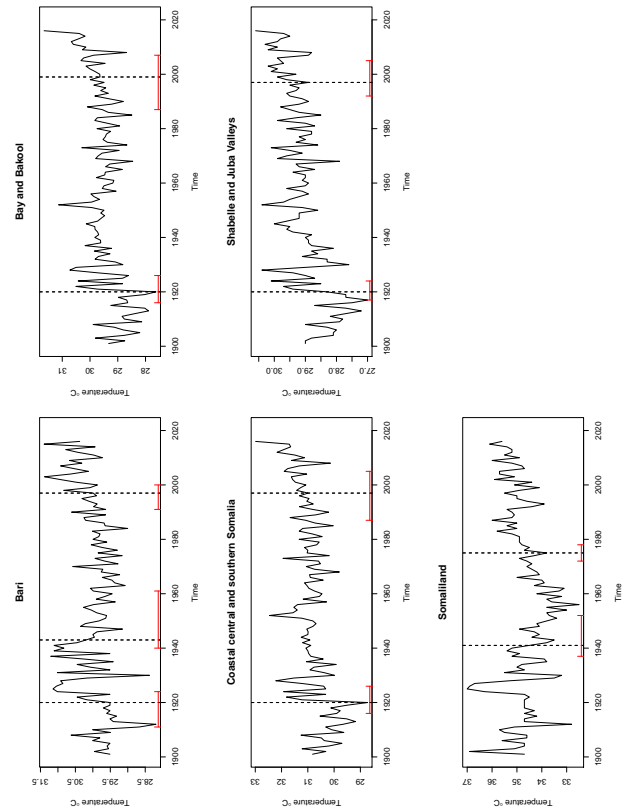 Bari
Temperature °C
31.5
30.5
29.5
28.5
1900 1920 1940 1960 1980 2000 2020
Time
Bay and Bakool
Temperature °C
31
30
29
28
1900 1920 1940 1960 1980 2000 2020
Time
Coastal central and southern Somalia
Temperature °C
33
32
31
30
29
1900 1920 1940 1960 1980 2000 2020
Time
Shabelle and Juba Valleys
Temperature °C
30.0
29.0
28.0
27.0
1900 1920 1940 1960 1980 2000 2020
Time
Somaliland
Temperature °C
37
36
35
34
33
1900 1920 1940 1960 1980 2000 2020
Time